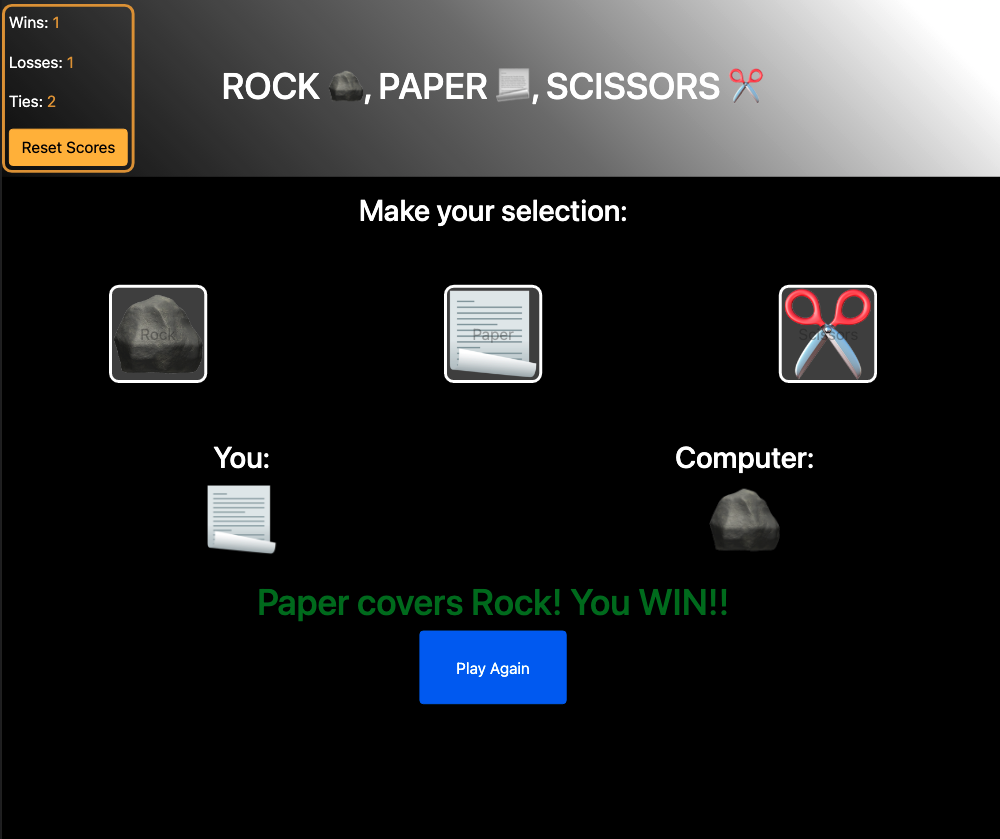 Wins: 1
Losses: 1
Ties: 2
Reset Scores
ROCK 🪨, PAPER 📃, SCISSORS ✂️
Make your selection:
Rock
Paper
Scissors
You:
Computer:
Paper covers Rock! You WIN!!
Play Again